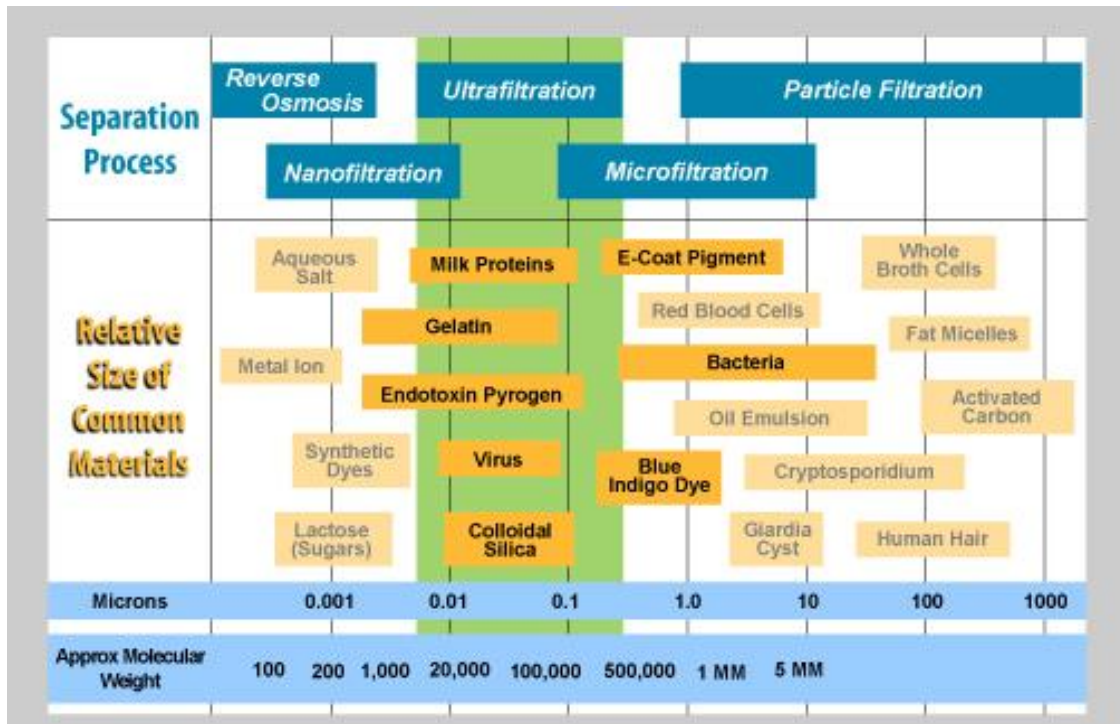 Separation
Process
Reverse
Osmosis
Ultrafiltration
Particle Filtration
Nanofiltration
Microfiltration
Relative
Size of
Common
Materials
Aqueous
Salt
Milk Proteins
E-Coat Pigment
Whole
Broth Cells
Gelatin
Red Blood Cells
Fat Micelles
Metal Ion
Bacteria
Endotoxin Pyrogen
Oil Emulsion
Activated
Carbon
Synthetic
Dyes
Virus
Blue
Indigo Dye
Cryptosporidium
Lactose
(Sugars)
Colloidal
Silica
Giardia
Cyst
Human Hair
Microns 0.001 0.01 0.1 1.0 10 100 1000
Approx Molecular
Weight
100 200 1,000 20,000 100,000 500,000 1 MM 5 MM